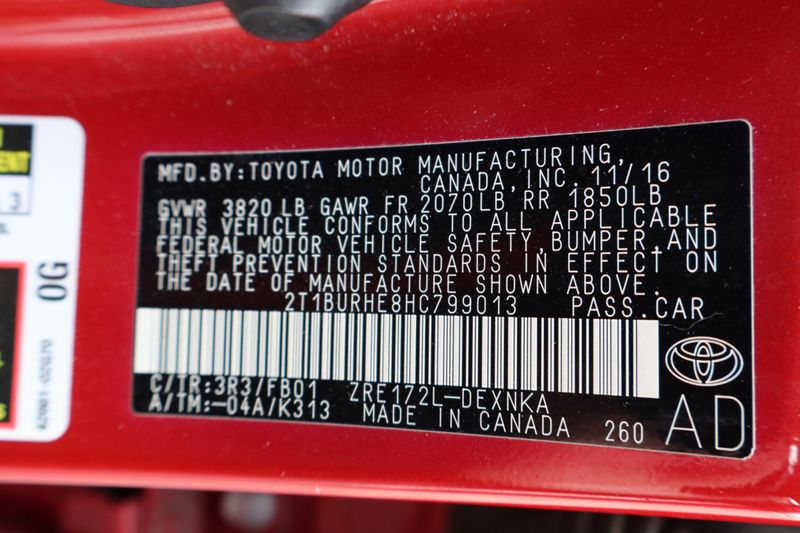 MFD.BY:TOYOTA MOTOR MANUFACTURING,
CANADA,INC. 11/16
GVWR 3820 LB GAWR FR 2070LB RR 1850LB
THIS VEHICLE CONFORMS TO ALL APPLICABLE
FEDERAL MOTOR VEHICLE SAFETY,BUMPER,AND
THEFT PREVENTION STANDARDS IN EFFECT ON
THE DATE OF MANUFACTURE SHOWN ABOVE.
2T1BURHE8HC799013 PASS.CAR
C/TR:3R3/FB01 ZRE172L-DEXNKA
A/TM:-04A/K313 MADE IN CANADA 260
AD
3
OG